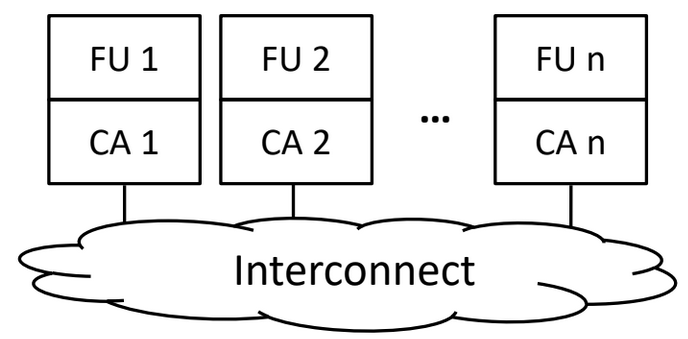 FU 1
CA 1
FU 2
CA 2
...
FU n
CA n
Interconnect